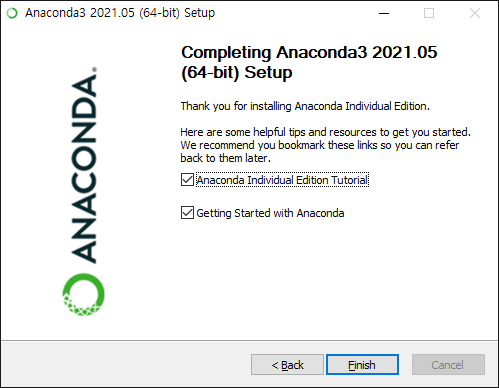 Anaconda3 2021.05 (64-bit) Setup
ANACONDA.
Completing Anaconda3 2021.05
(64-bit) Setup
Thank you for installing Anaconda Individual Edition.
Here are some helpful tips and resources to get you started.
We recommend you bookmark these links so you can refer
back to them later.
Anaconda Individual Edition Tutorial
Getting Started with Anaconda
< Back
Finish
Cancel